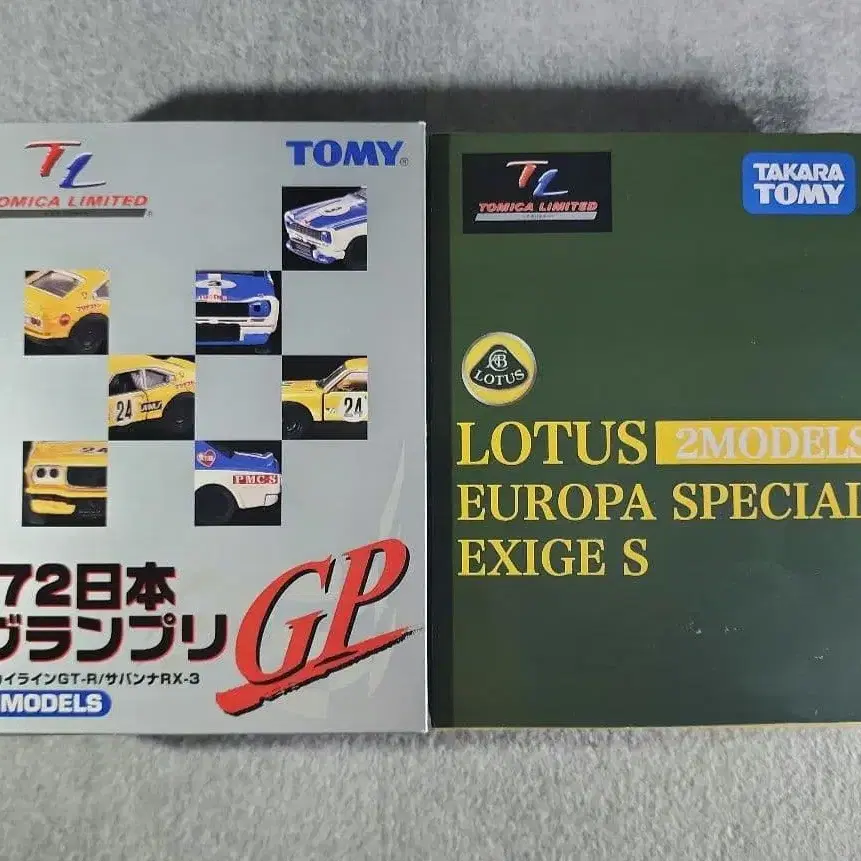 TL
TOMICA LIMITED
TOMY
24
24
PMC·S
72日本
グランプリ
GP
イラインGT-R/サバンナRX-3
MODELS
TL
TOMICA LIMITED
TAKARA
TOMY
LOTUS
LOTUS 2MODELS
EUROPA SPECIAL
EXIGE S